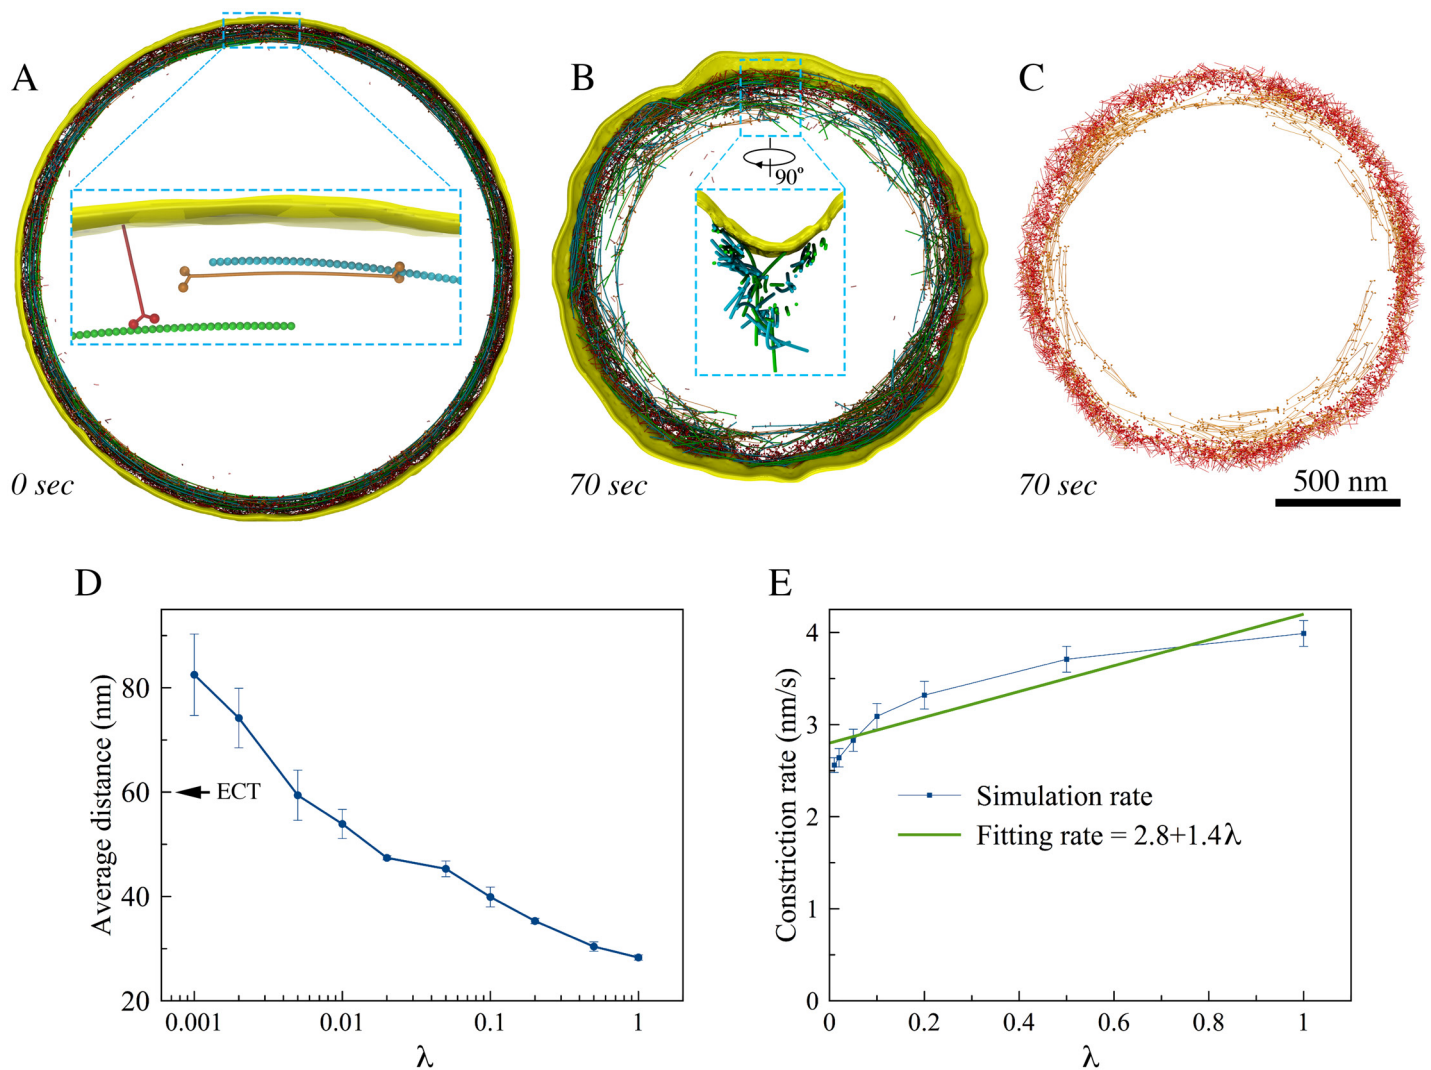 A
B
C
90°
0 sec
70 sec
70 sec
500 nm
D
E
Average distance (nm)
80
60
40
20
ECT
0.001
0.01
0.1
1
λ
Constriction rate (nm/s)
4
3
2
1
0
Simulation rate
Fitting rate = 2.8+1.4λ
0
0.2
0.4
0.6
0.8
1
λ